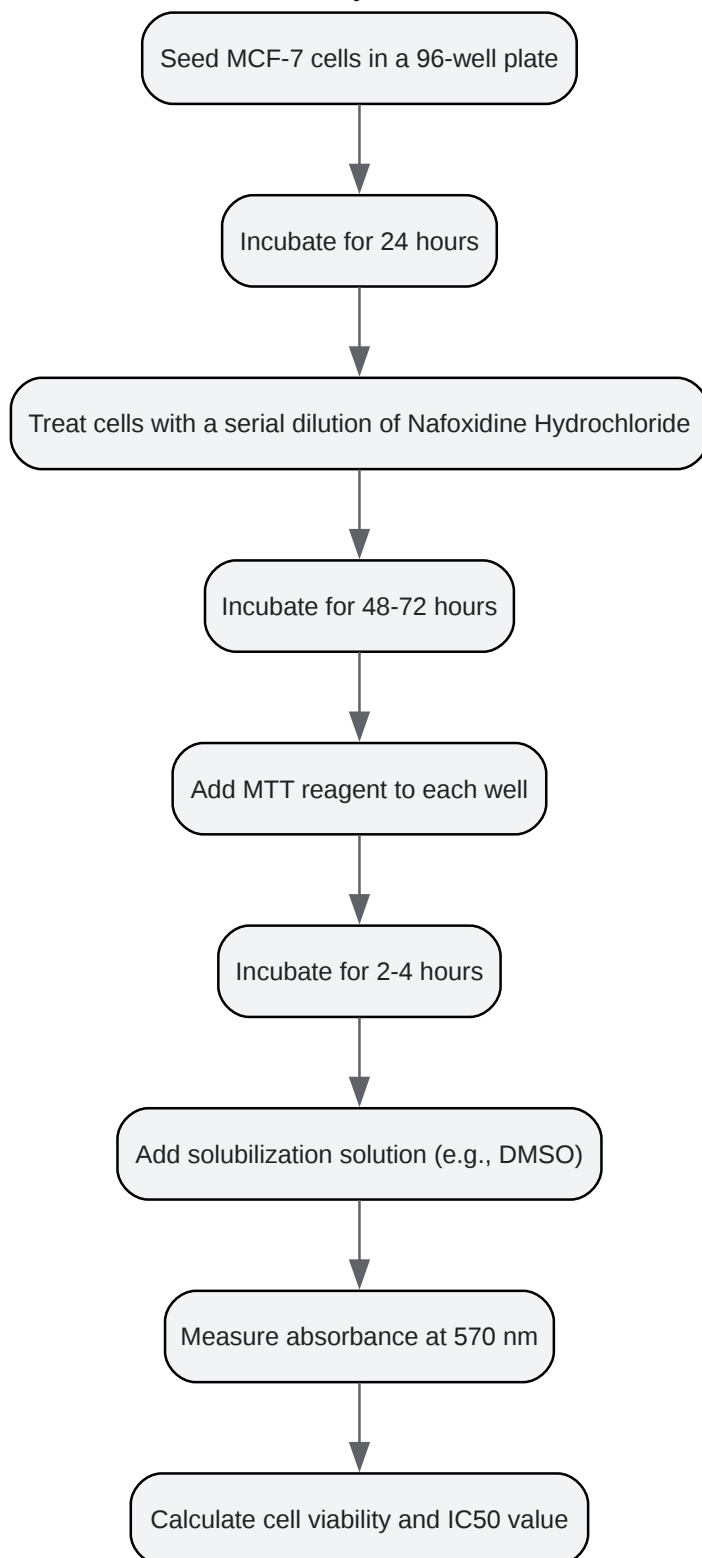 Seed MCF-7 cells in a 96-well plate
Incubate for 24 hours
Treat cells with a serial dilution of Nafoxidine Hydrochloride
Incubate for 48-72 hours
Add MTT reagent to each well
Incubate for 2-4 hours
Add solubilization solution (e.g., DMSO)
Measure absorbance at 570 nm
Calculate cell viability and IC50 value